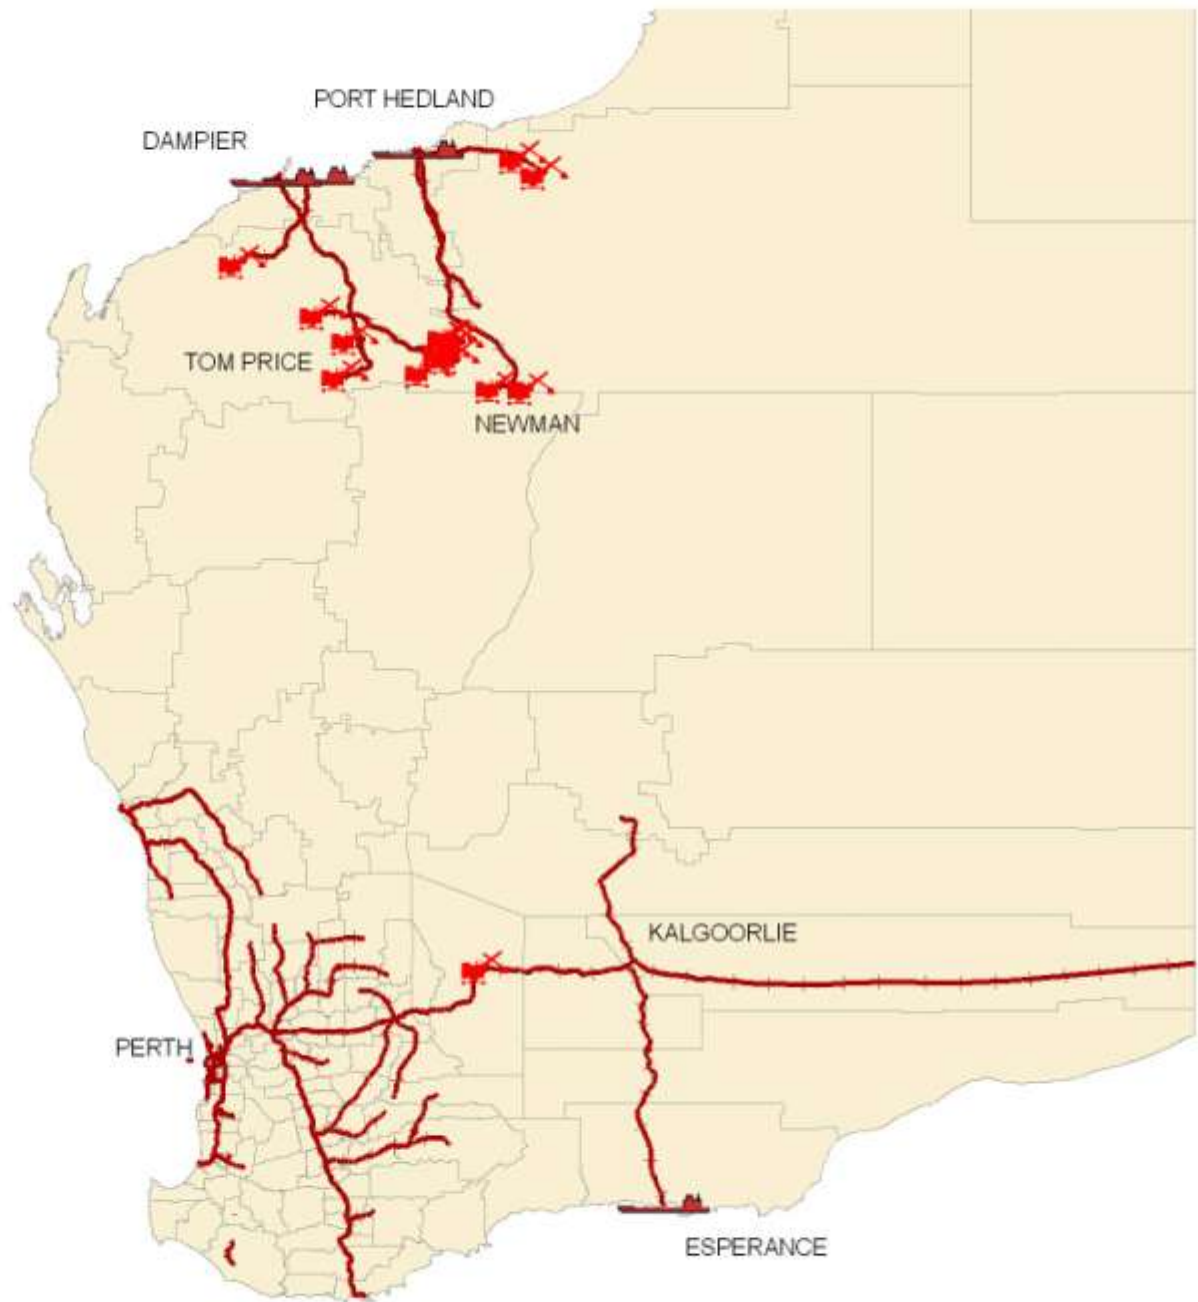 PORT HEDLAND
DAMPIER
TOM PRICE
NEWMAN
KALGOORLIE
PERTH
ESPERANCE